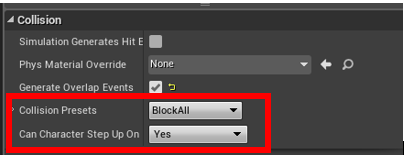 Collision
Simulation Generates Hit E
Phys Material Override None
Generate Overlap Events
Collision Presets BlockAll
Can Character Step Up On Yes